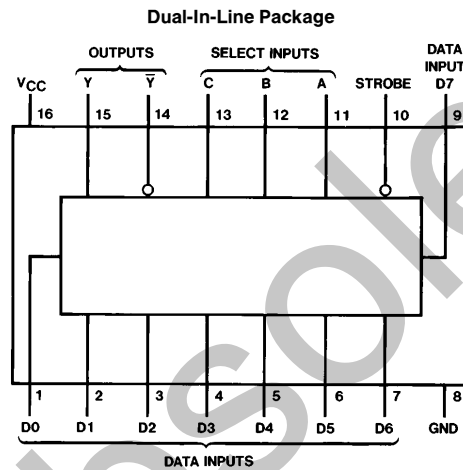 Dual-In-Line Package
OUTPUTS SELECT INPUTS DATA
INPUT
VCC Y Y̅ C B A STROBE D7
16 15 14 13 12 11 10 9
1 2 3 4 5 6 7 8
D0 D1 D2 D3 D4 D5 D6 GND
DATA INPUTS